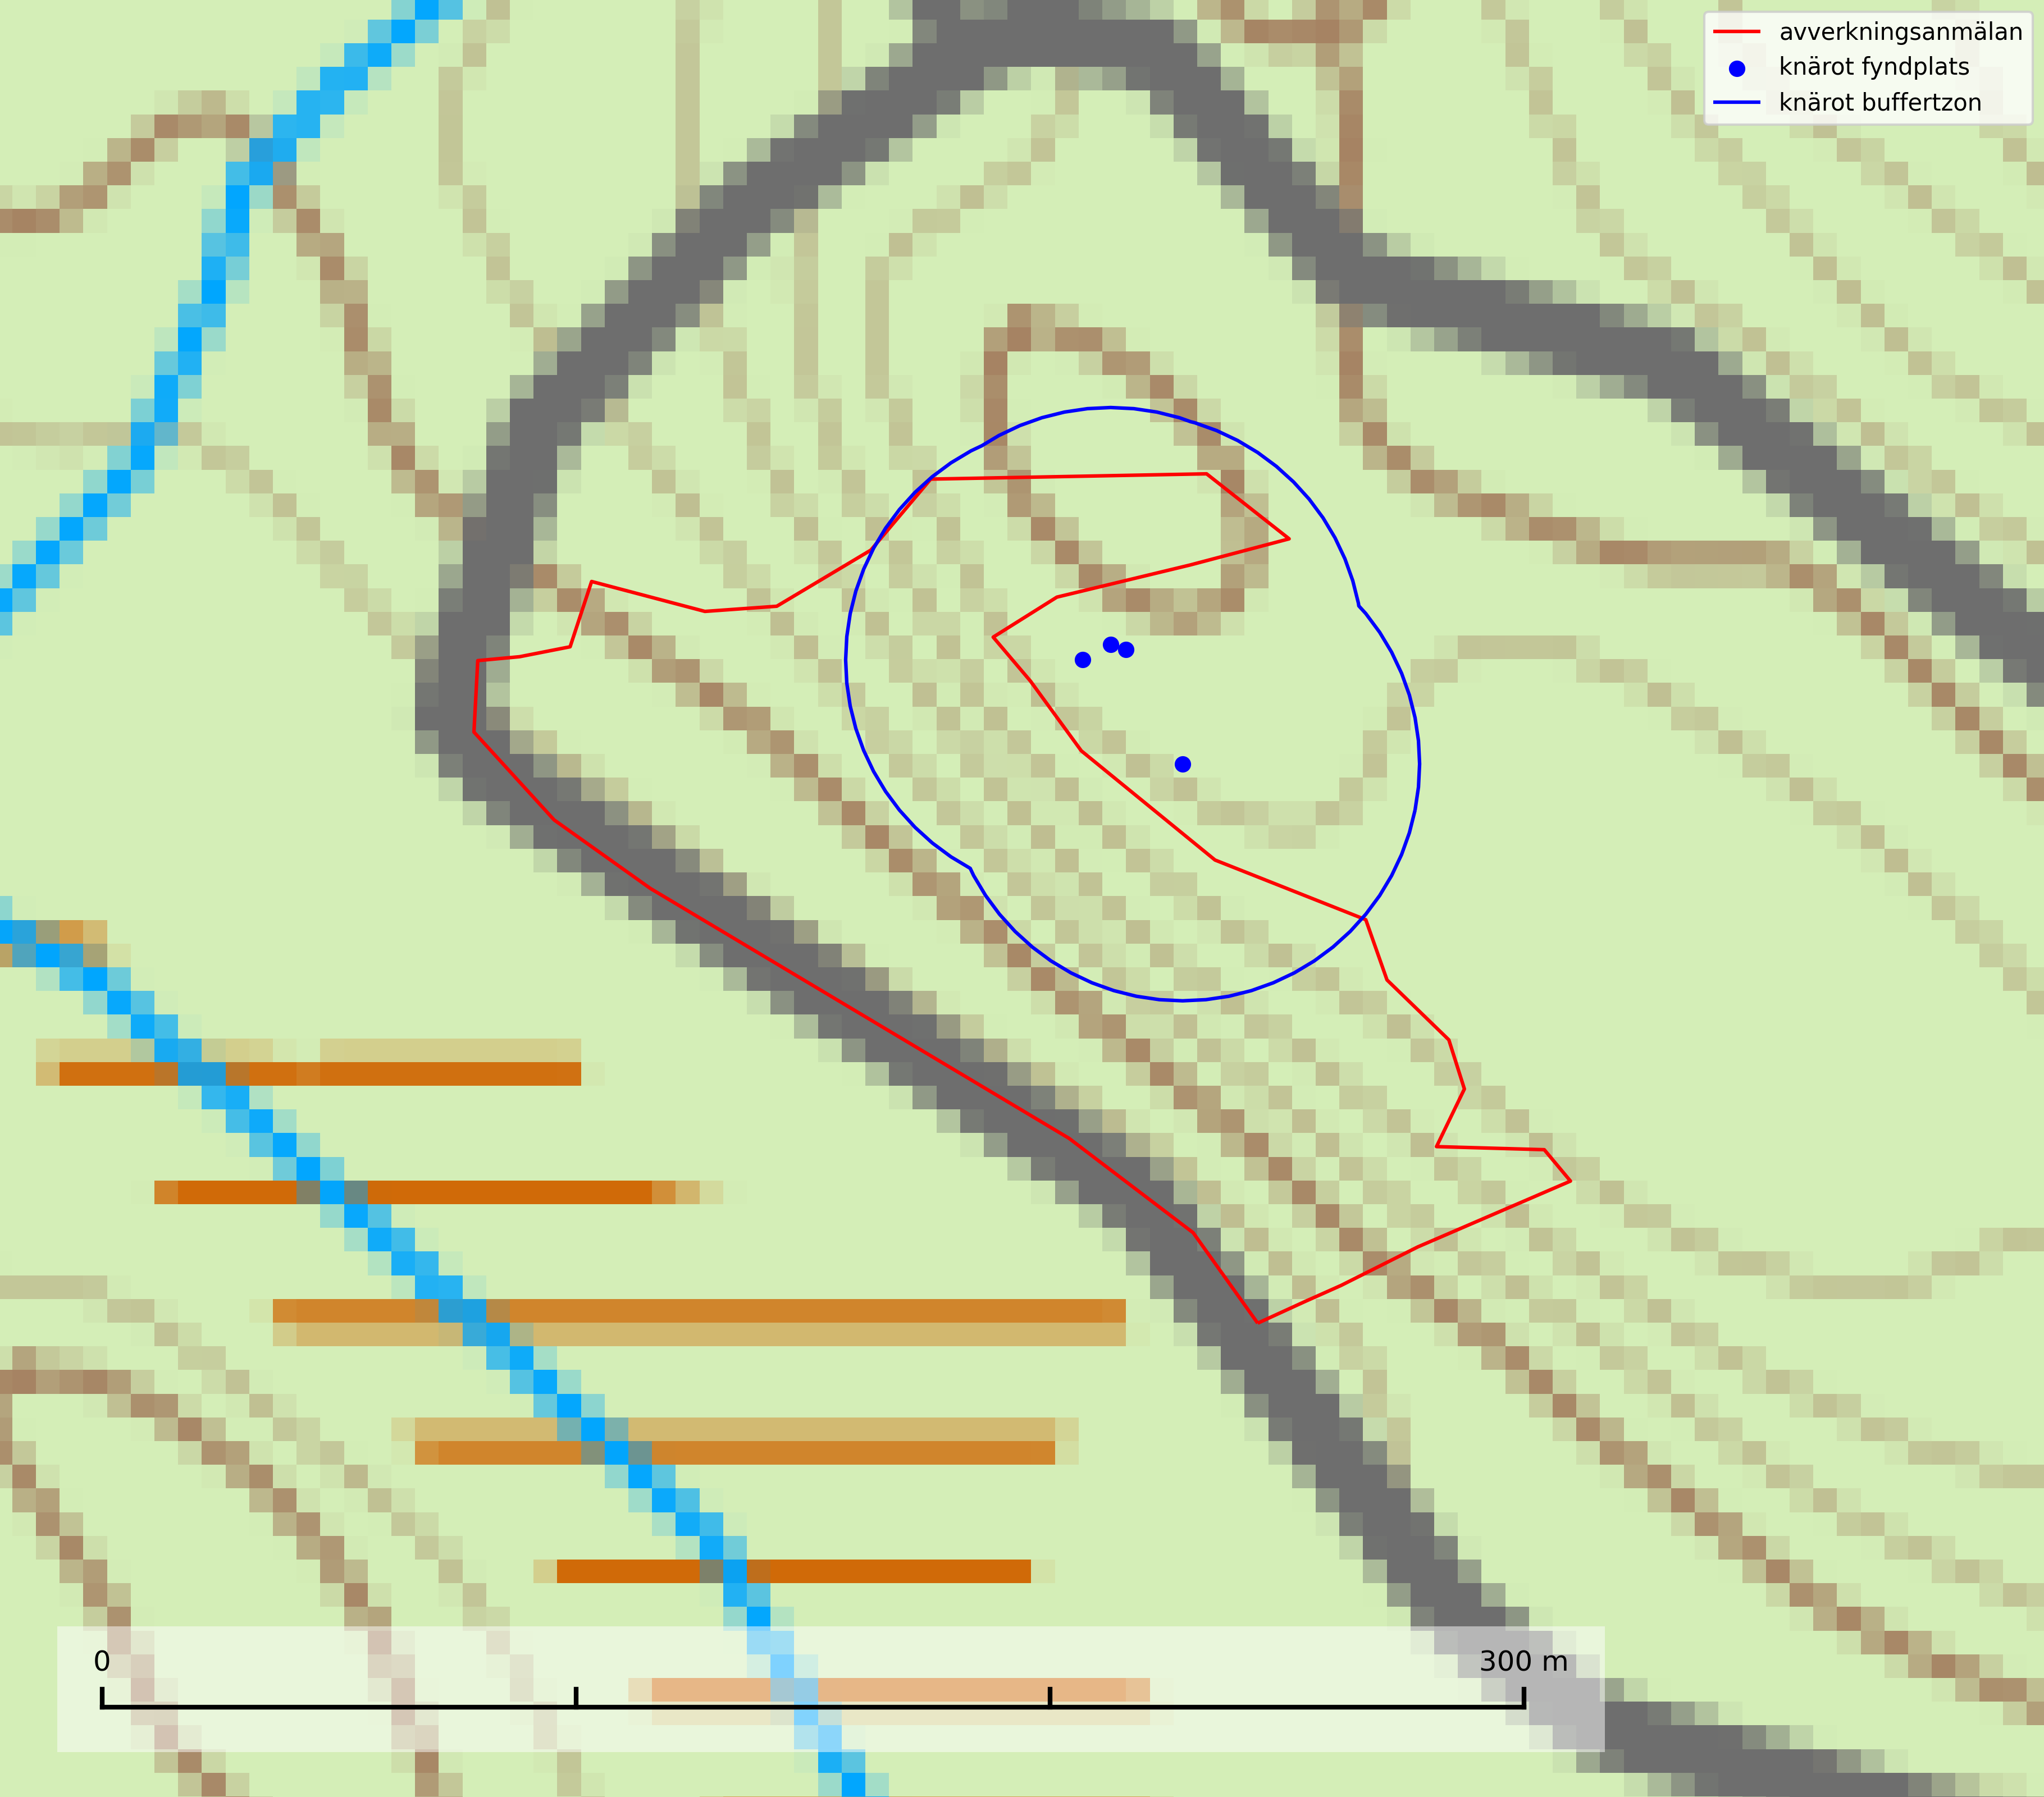 avverkningsanmälan
knärot fyndplats
knärot buffertzon
0
300 m